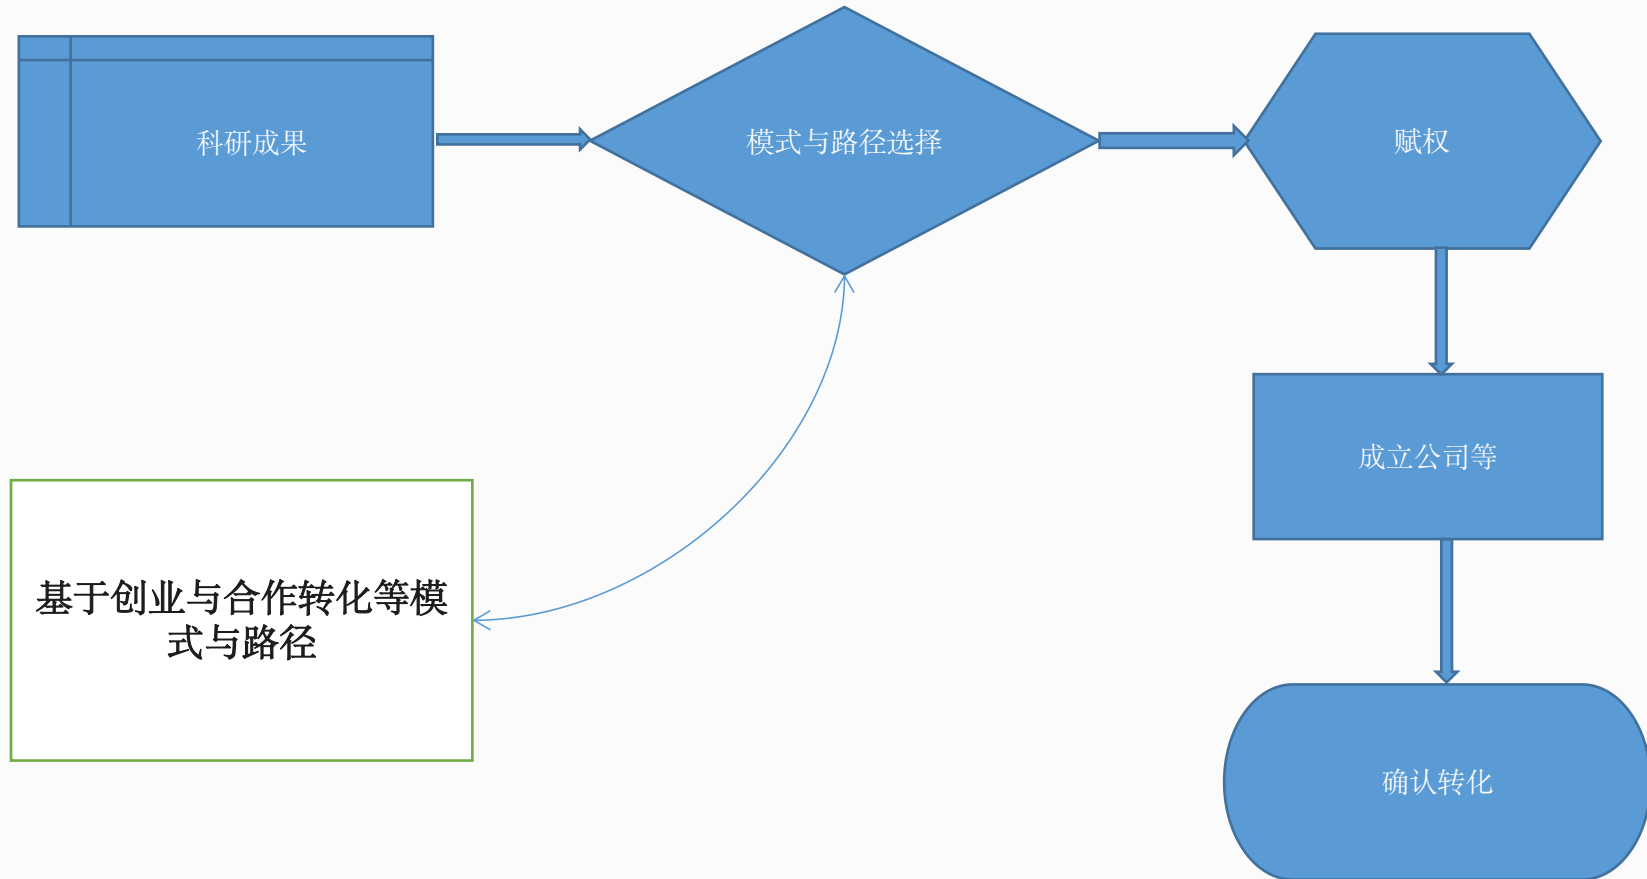 科研成果
模式与路径选择
赋权
成立公司等
基于创业与合作转化等模
式与路径
确认转化